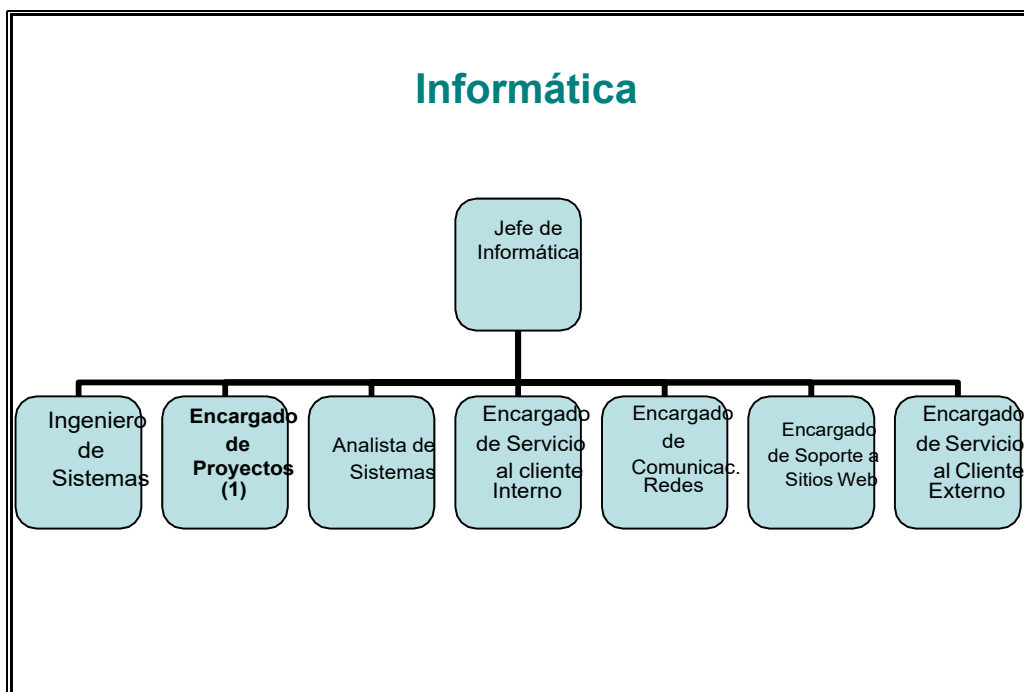 Informática
Jefe de
Informática
Ingeniero
de
Sistemas
Encargado
de
Proyectos
(1)
Analista de
Sistemas
Encargado
de Servicio
al cliente
Interno
Encargado
de
Comunicac.
Redes
Encargado
de Soporte a
Sitios Web
Encargado
de Servicio
al Cliente
Externo